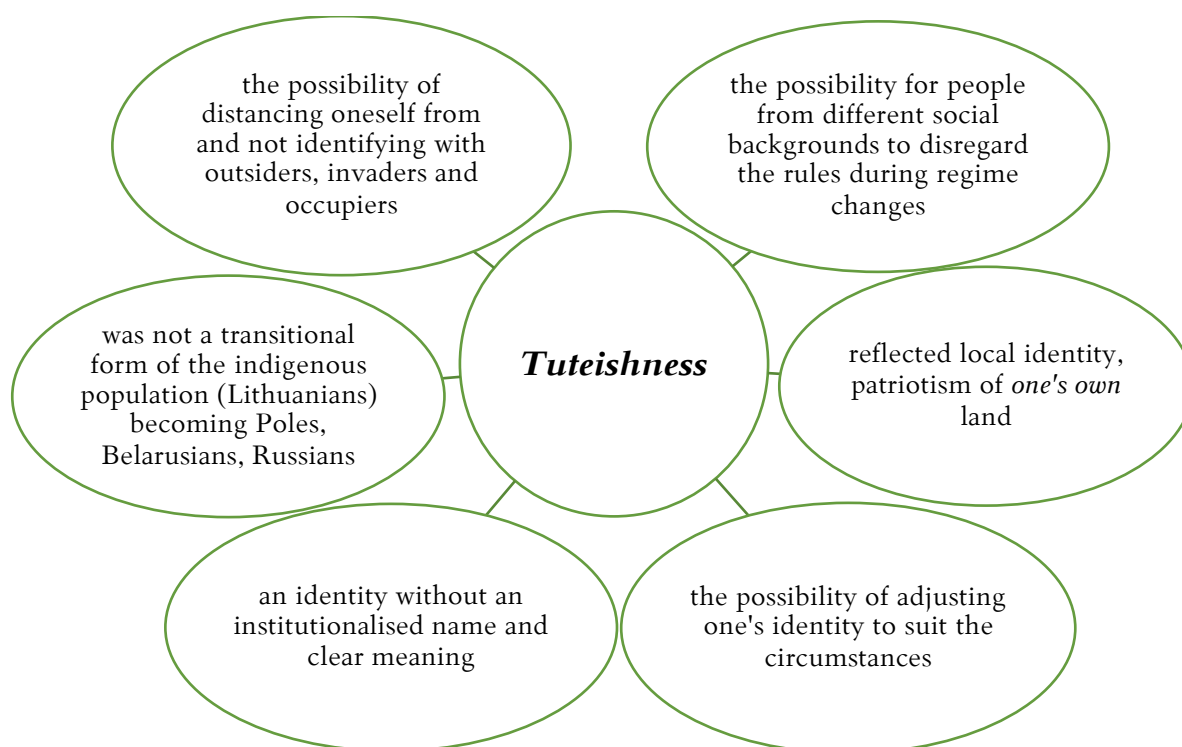 the possibility of
distancing oneself from
and not identifying with
outsiders, invaders and
occupiers
the possibility for people
from different social
backgrounds to disregard
the rules during regime
changes
was not a transitional
form of the indigenous
population (Lithuanians)
becoming Poles,
Belarusians, Russians
Tuteishness
reflected local identity,
patriotism of one's own
land
an identity without an
institutionalised name and
clear meaning
the possibility of adjusting
one's identity to suit the
circumstances